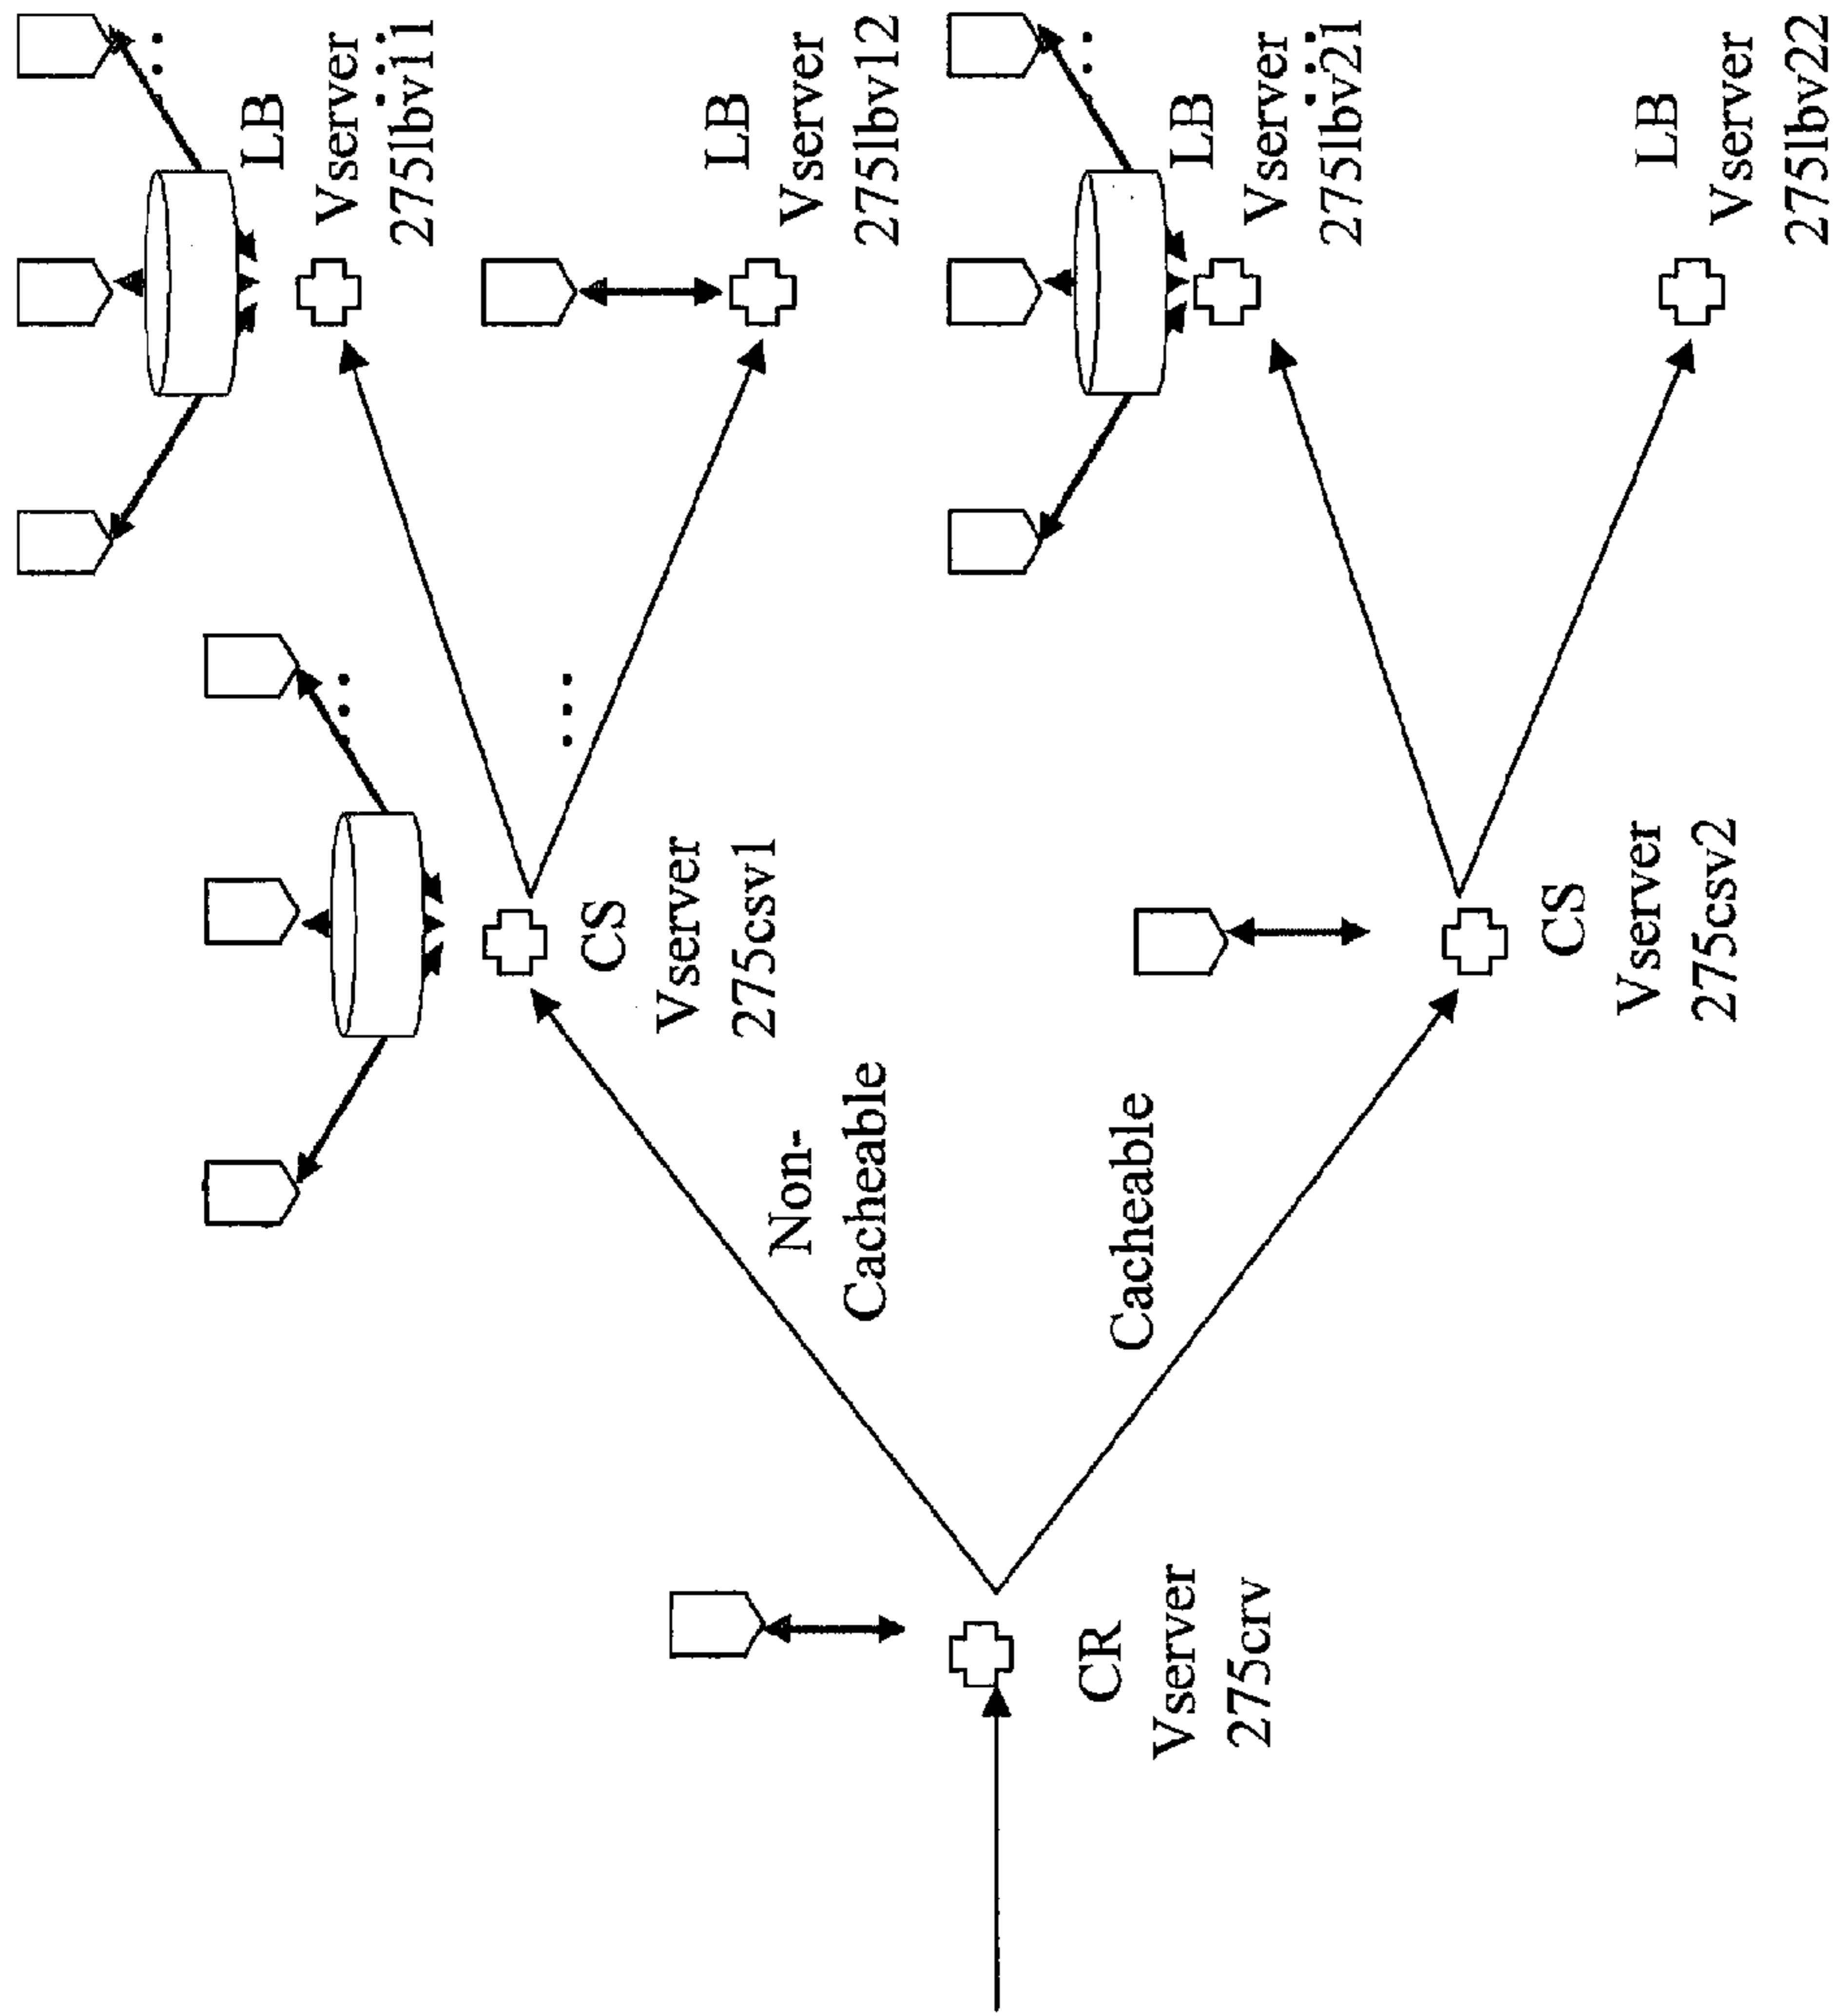 CR
Vserver
275crv
Non-
Cacheable
Cacheable
CS
Vserver
275csv1
CS
Vserver
275csv2
LB
Vserver
275lbv11
LB
Vserver
275lbv12
LB
Vserver
275lbv21
LB
Vserver
275lbv22